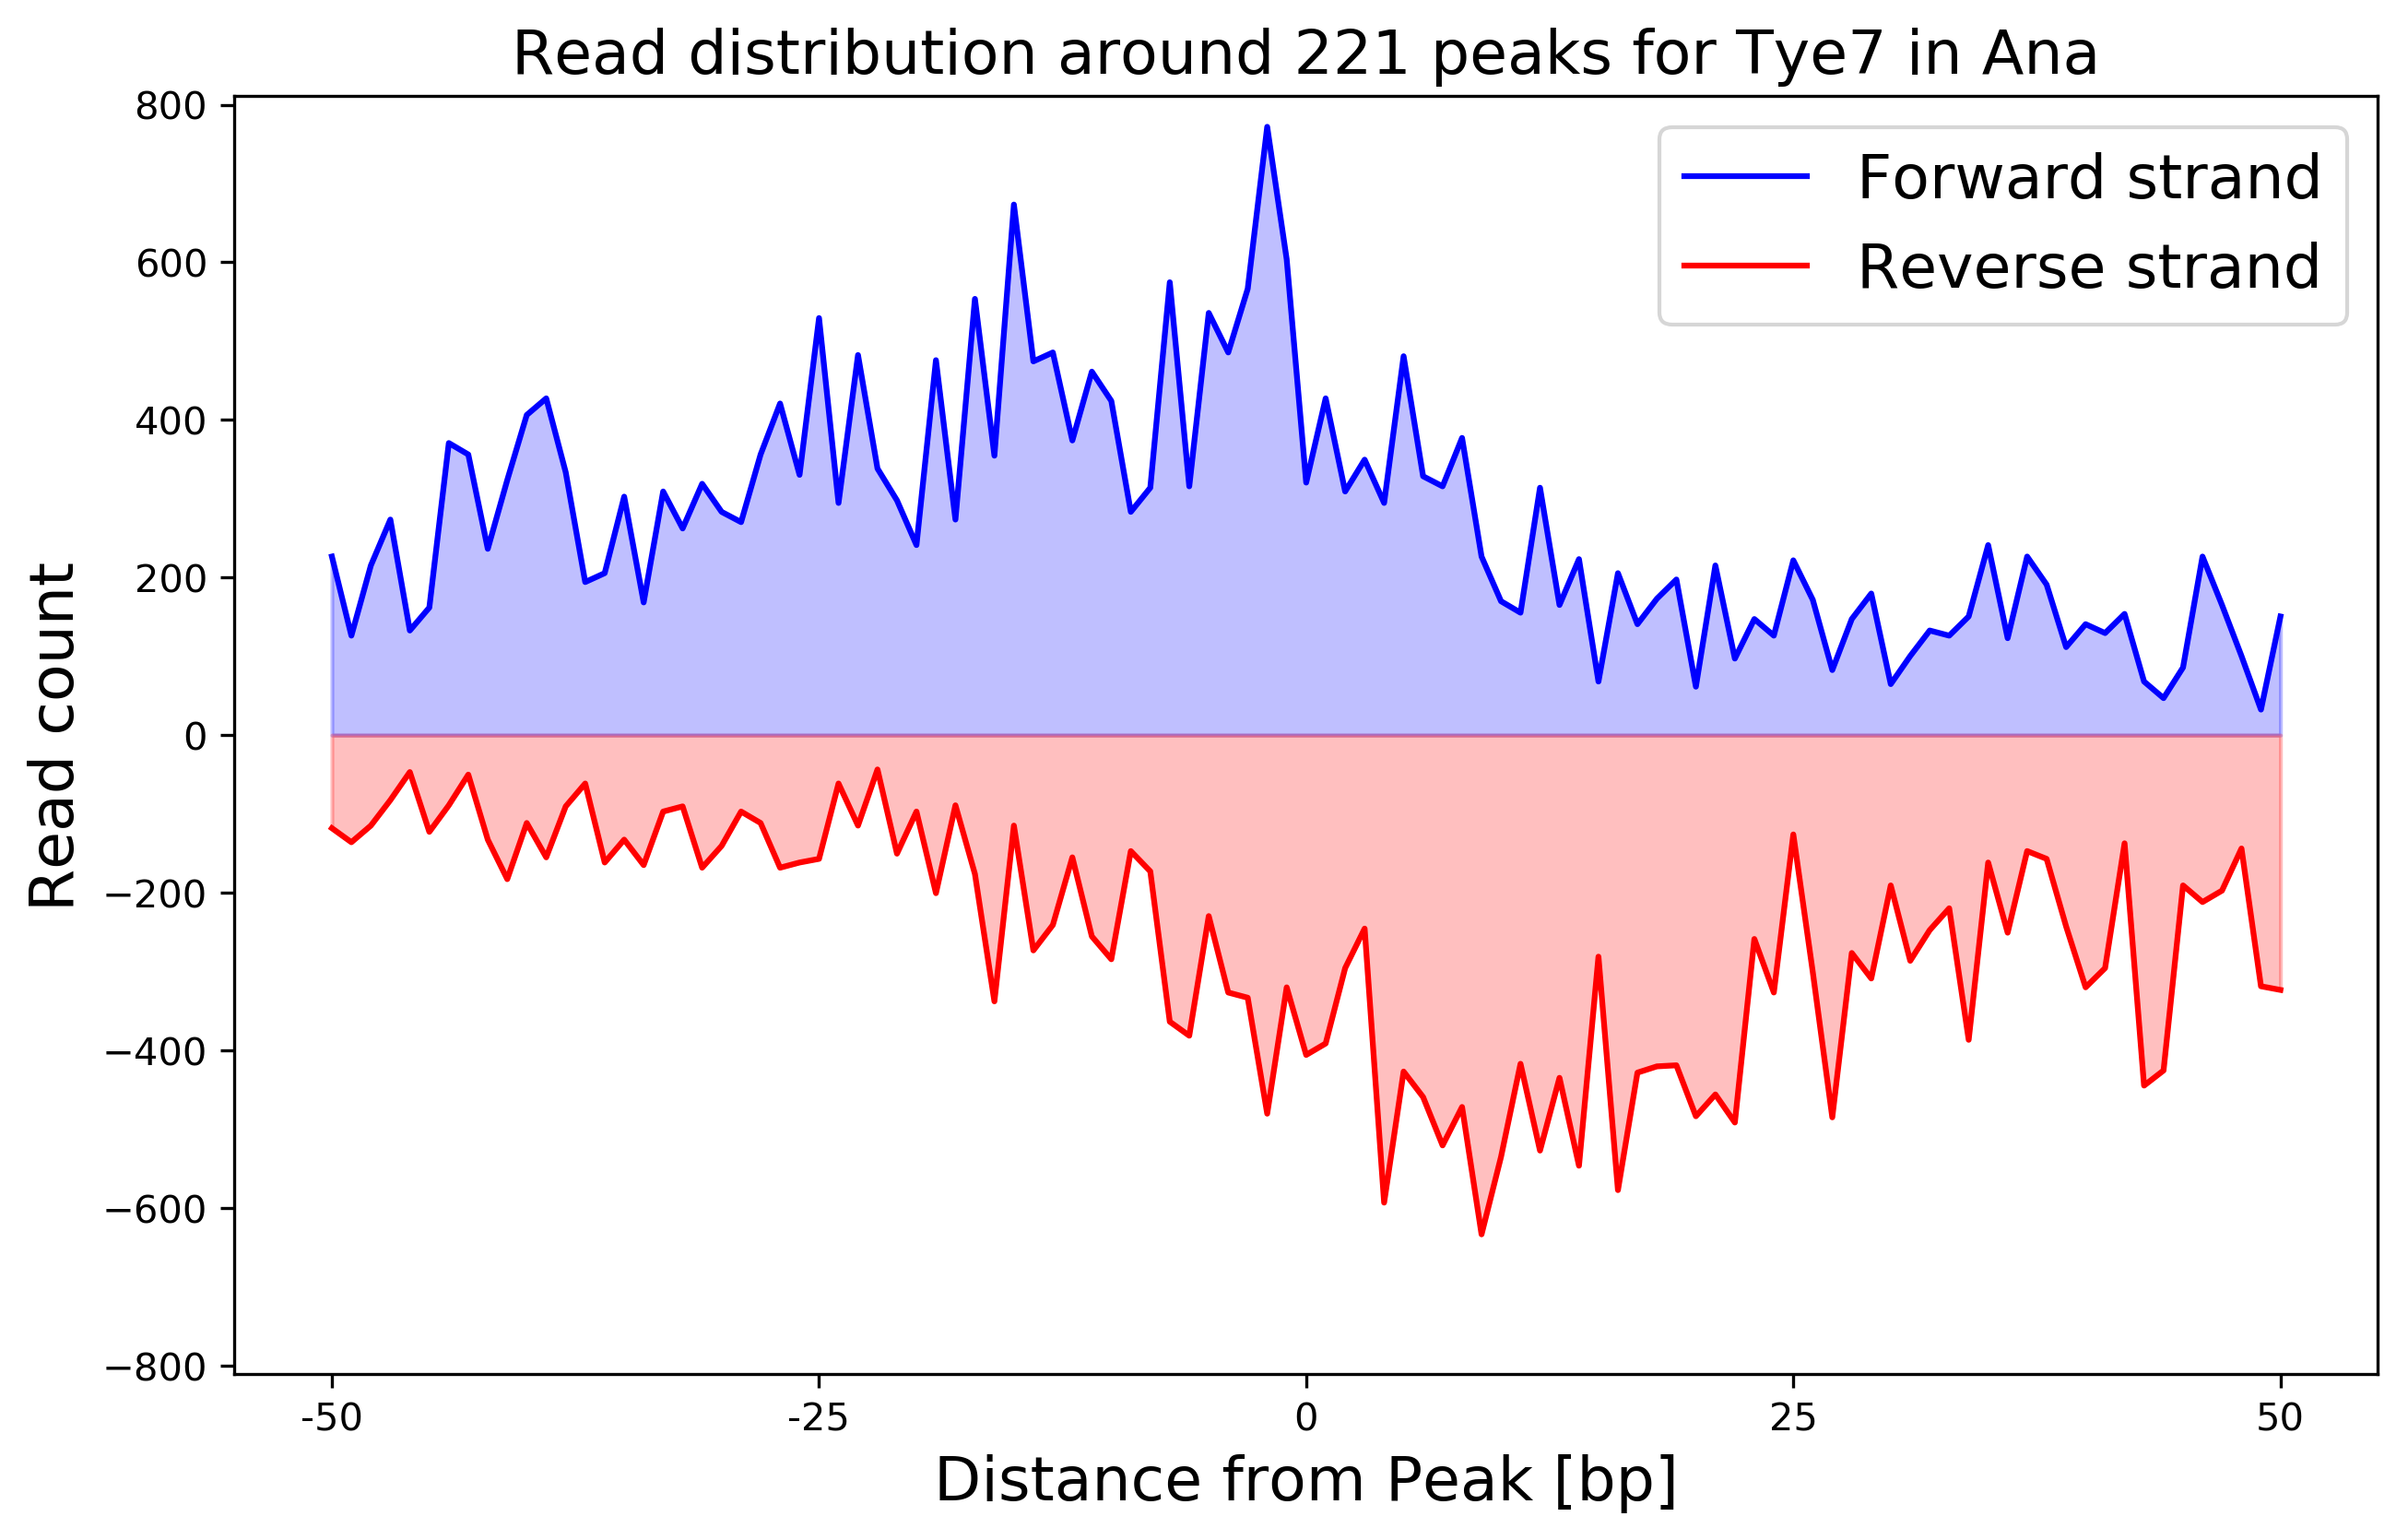 Read distribution around 221 peaks for Tye7 in Ana
800
600
400
200
0
−200
−400
−600
−800
Read count
Forward strand
Reverse strand
-50
-25
0
25
50
Distance from Peak [bp]